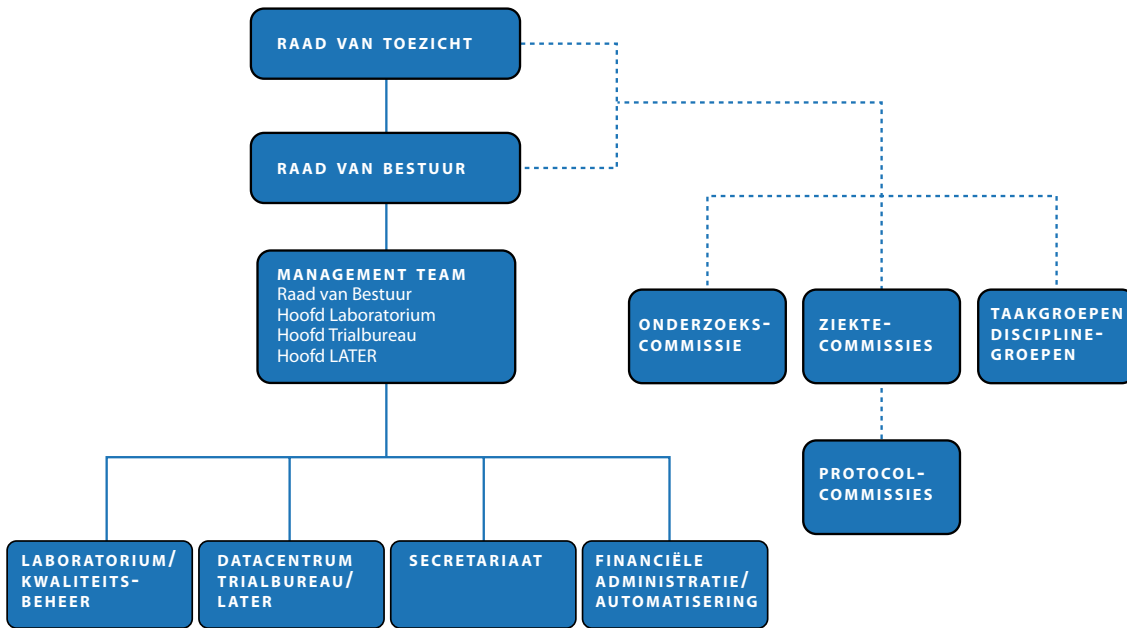 RAAD VAN TOEZICHT
RAAD VAN BESTUUR
MANAGEMENT TEAM
Raad van Bestuur
Hoofd Laboratorium
Hoofd Trialbureau
Hoofd LATER
ONDERZOEKS-
COMMISSIE
ZIEKTE-
COMMISSIES
TAAKGROEPEN
DISCIPLINE-
GROEPEN
PROTOCOL-
COMMISSIES
LABORATORIUM/
KWALITEITS-
BEHEER
DATACENTRUM
TRIALBUREAU/
LATER
SECRETARIAAT
FINANCIËLE
ADMINISTRATIE/
AUTOMATISERING